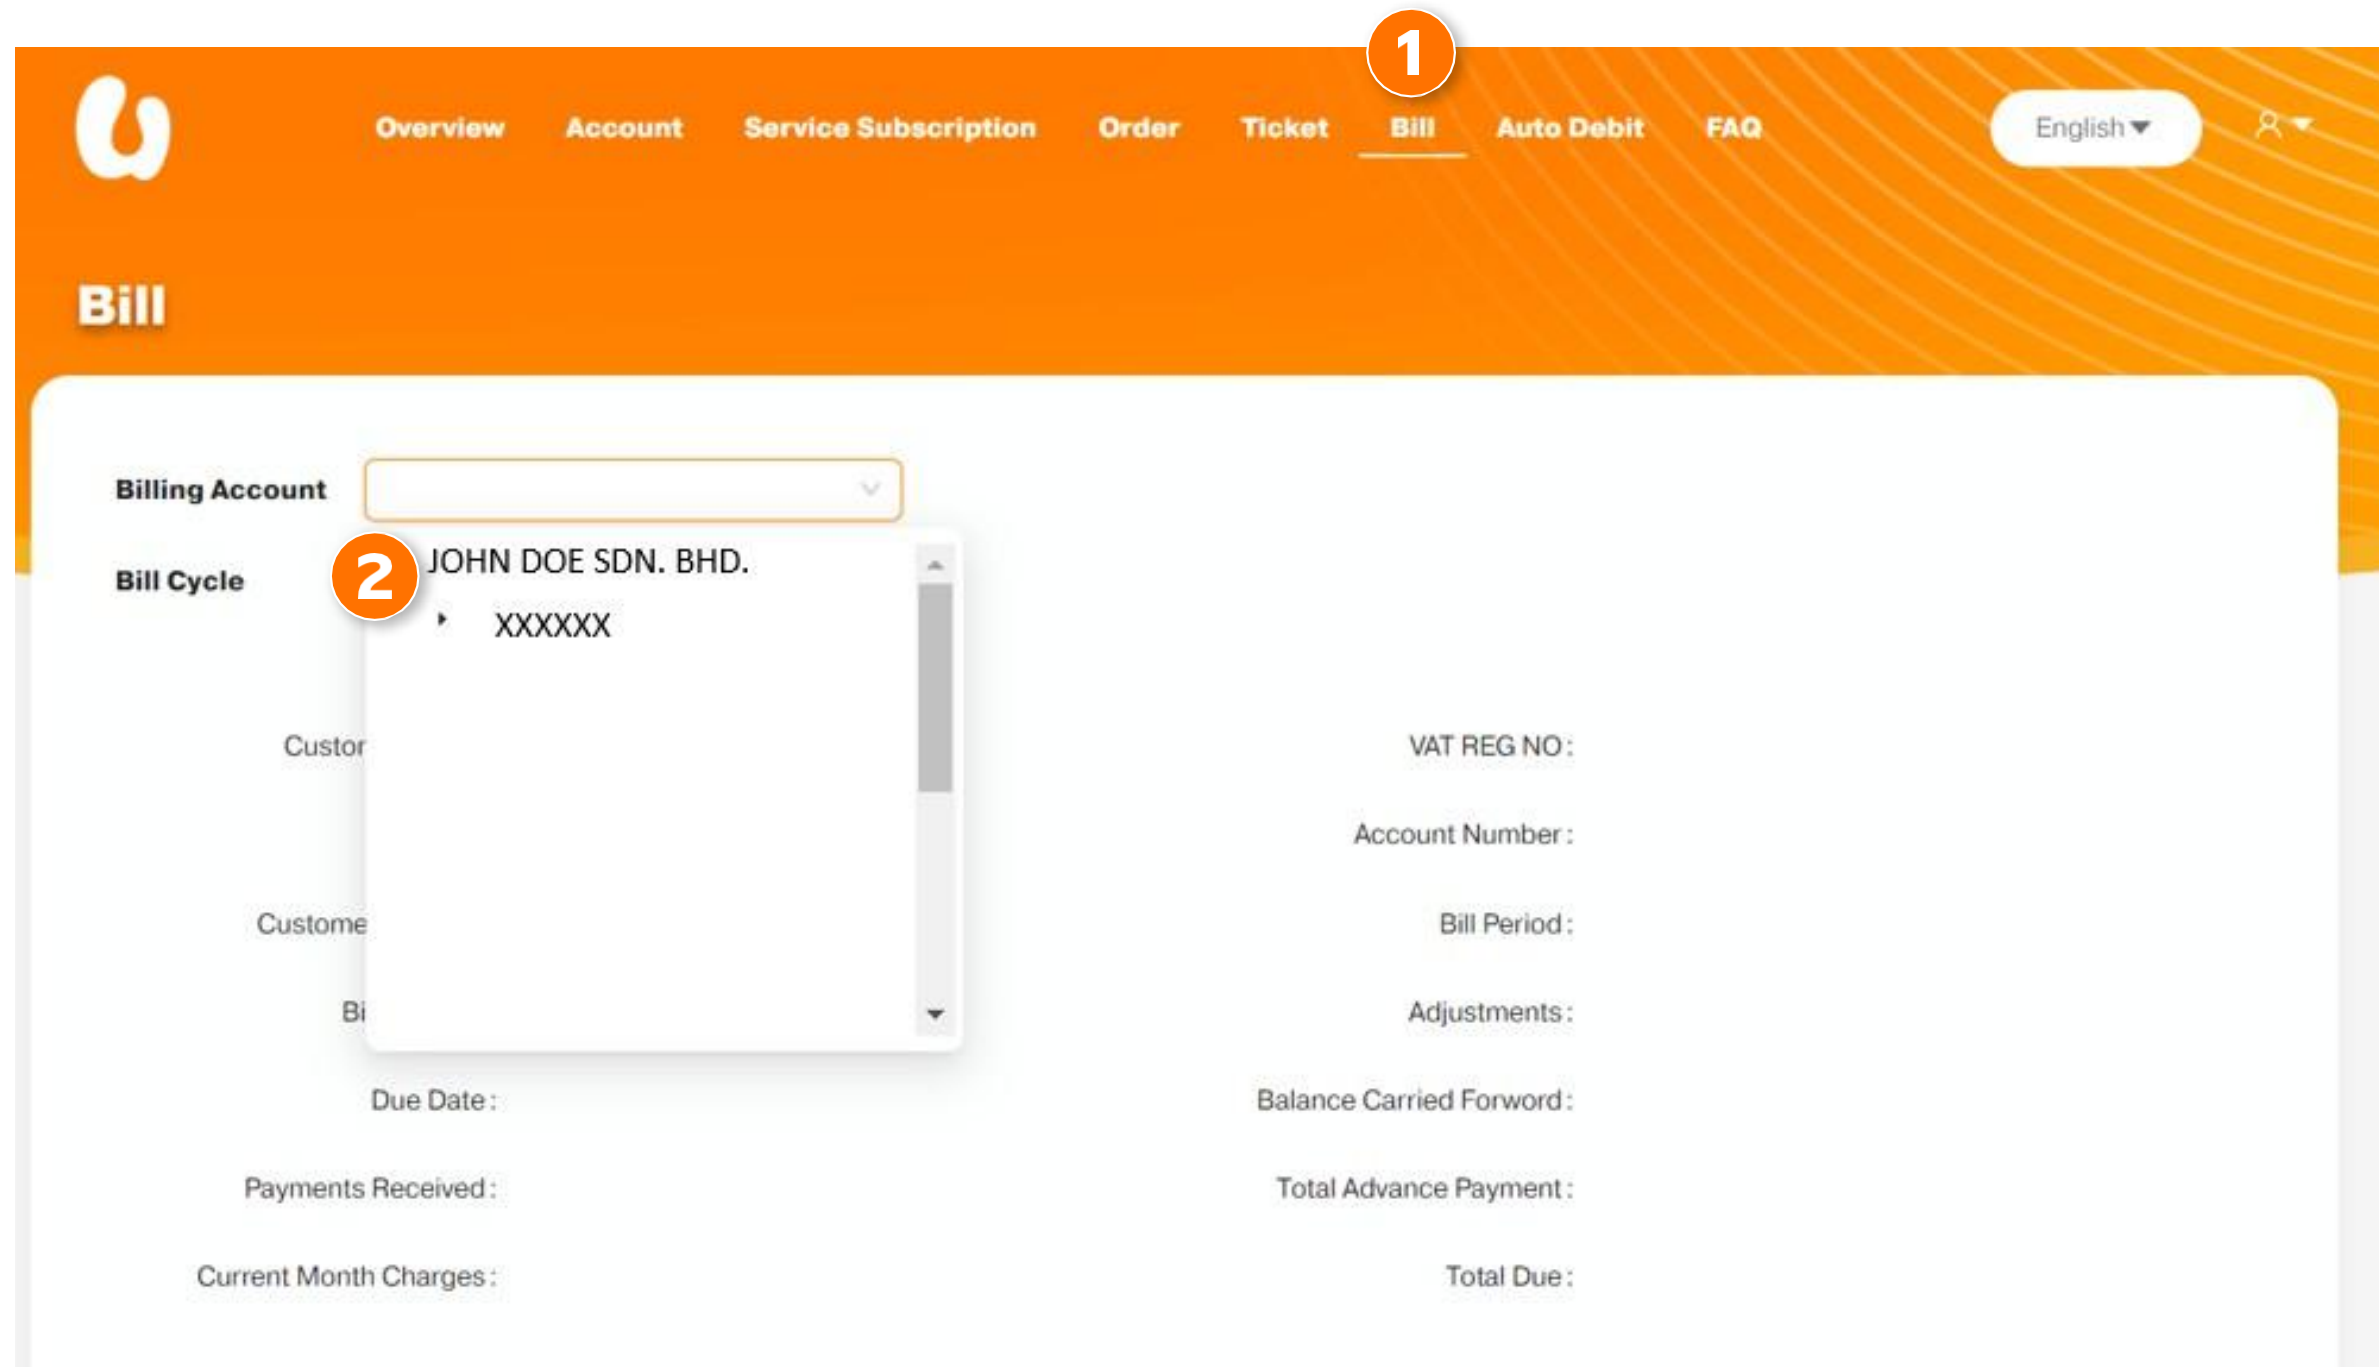 1
Overview Account Service Subscription Order Ticket Bill Auto Debit FAQ English
Bill
Billing Account
2 JOHN DOE SDN. BHD.
Bill Cycle
XXXXXX
Custor VAT REG NO:
Account Number:
Custome Bill Period:
Bi Adjustments:
Due Date: Balance Carried Forword:
Payments Received: Total Advance Payment:
Current Month Charges: Total Due: